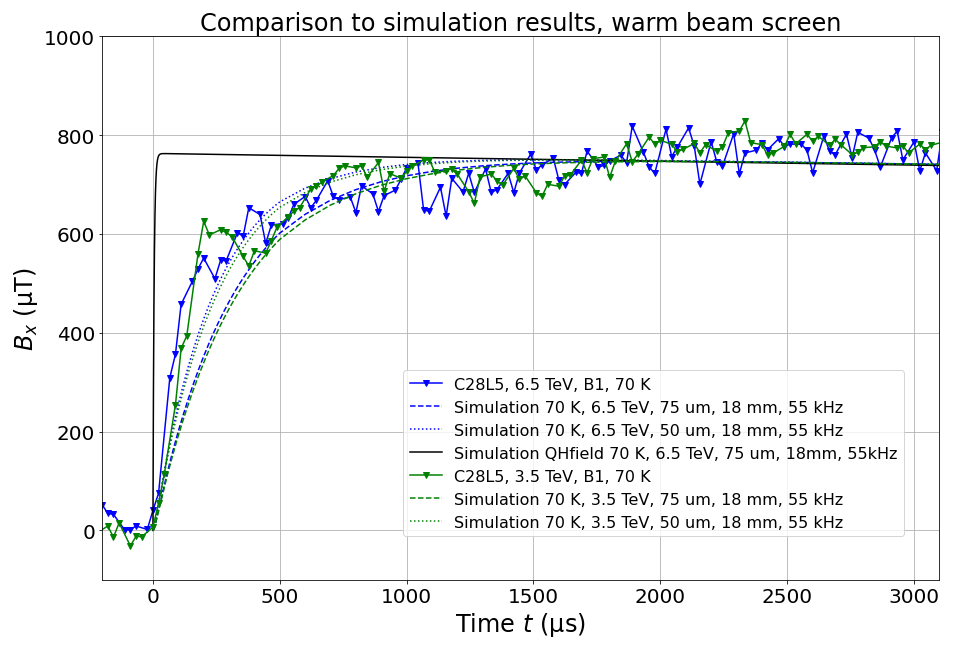 Comparison to simulation results, warm beam screen
1000
800
600
400
200
0
B_x (µT)
C28L5, 6.5 TeV, B1, 70 K
Simulation 70 K, 6.5 TeV, 75 um, 18 mm, 55 kHz
Simulation 70 K, 6.5 TeV, 50 um, 18 mm, 55 kHz
Simulation QHfield 70 K, 6.5 TeV, 75 um, 18mm, 55kHz
C28L5, 3.5 TeV, B1, 70 K
Simulation 70 K, 3.5 TeV, 75 um, 18 mm, 55 kHz
Simulation 70 K, 3.5 TeV, 50 um, 18 mm, 55 kHz
0 500 1000 1500 2000 2500 3000
Time t (µs)